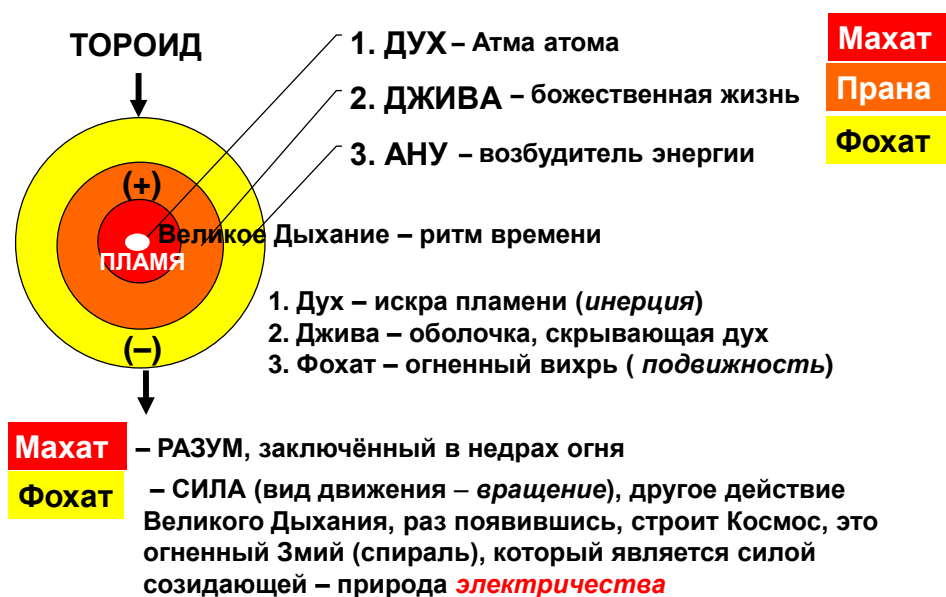 ТОРОИД
1. ДУХ – Атма атома
2. ДЖИВА – божественная жизнь
3. АНУ – возбудитель энергии
Махат
Прана
Фохат
(+)
Великое Дыхание – ритм времени
ПЛАМЯ
(–)
1. Дух – искра пламени (инерция)
2. Джива – оболочка, скрывающая дух
3. Фохат – огненный вихрь ( подвижность)
Махат – РАЗУМ, заключённый в недрах огня
Фохат – СИЛА (вид движения – вращение), другое действие
Великого Дыхания, раз появившись, строит Космос, это
огненный Змий (спираль), который является силой
созидающей – природа электричества